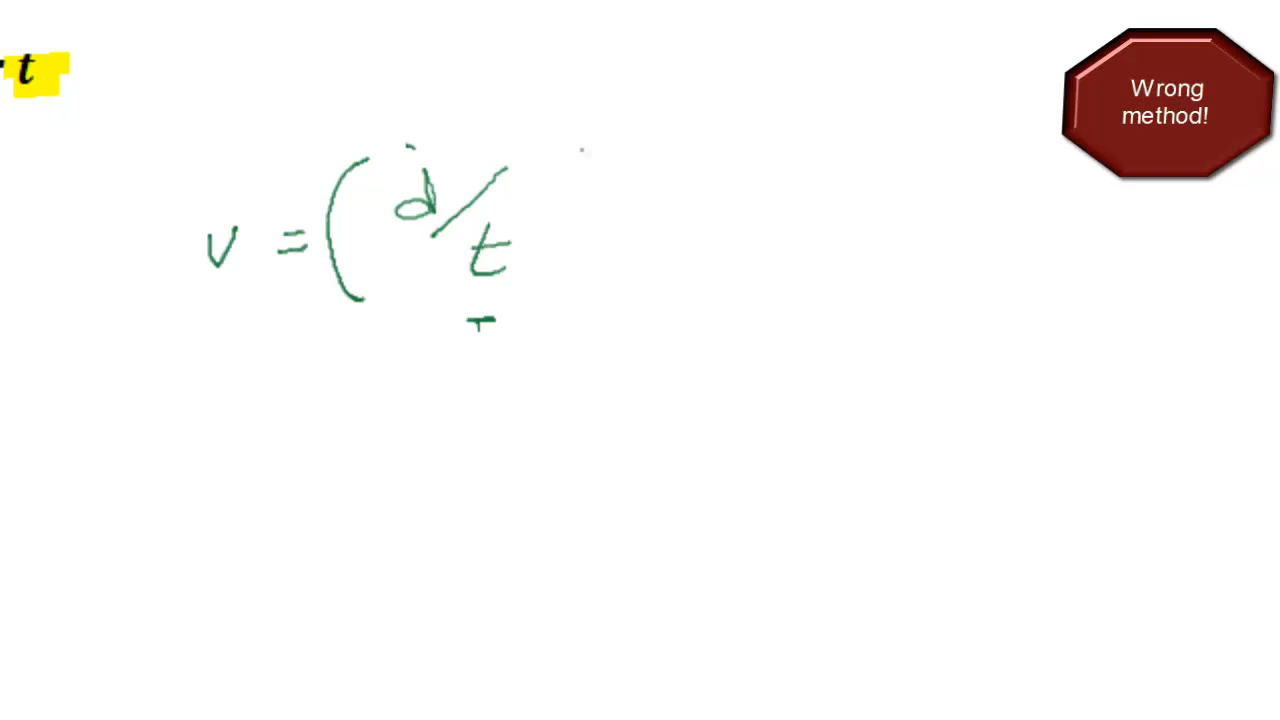 t
Wrong
method!
v = ( d/t